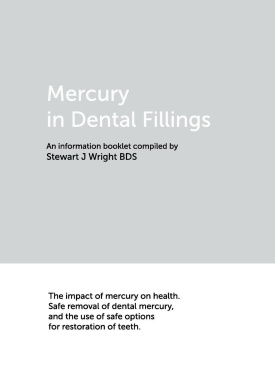 Mercury
in Dental Fillings
An information booklet compiled by
Stewart J Wright BDS
The impact of mercury on health.
Safe removal of dental mercury,
and the use of safe options
for restoration of teeth.